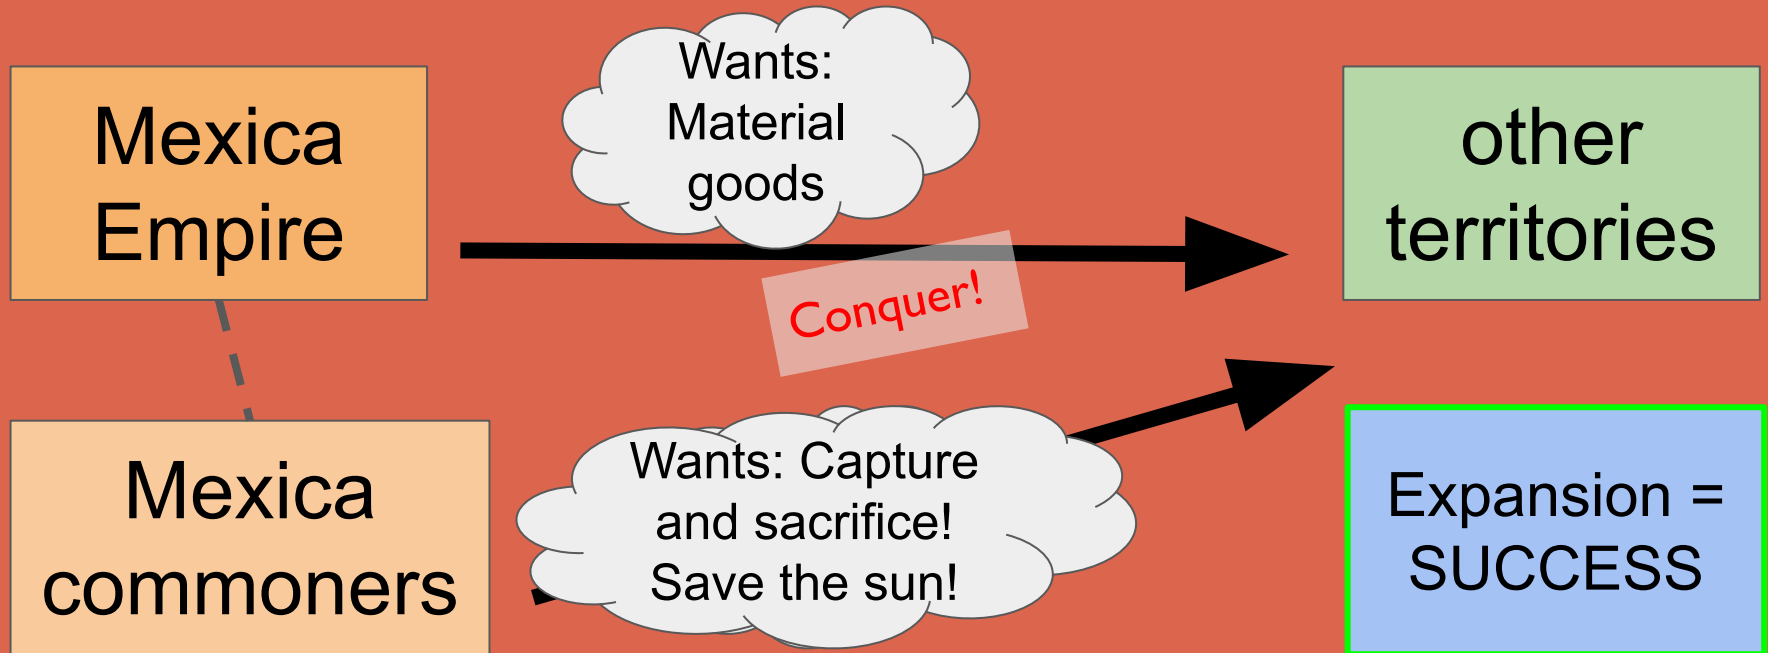 Mexica
Empire
Wants:
Material
goods
other
territories
Conquer!
Mexica
commoners
Wants: Capture
and sacrifice!
Save the sun!
Expansion =
SUCCESS